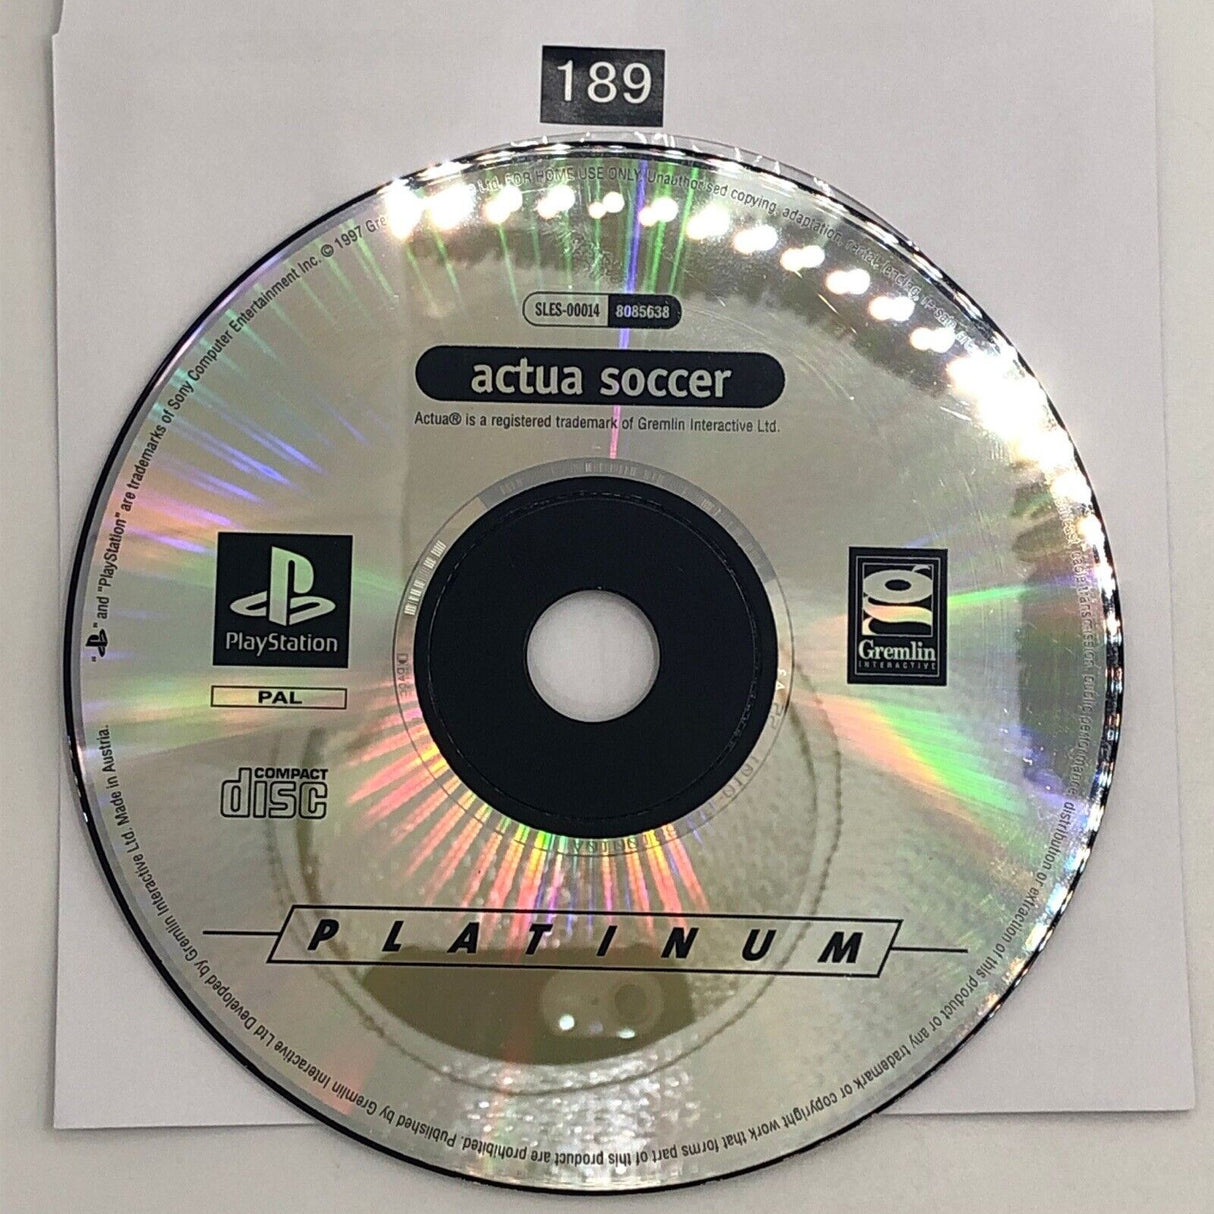 189
SLES-00014 8085638
actua soccer
Actua® is a registered trademark of Gremlin Interactive Ltd.
PlayStation
PAL
COMPACT
disc
Gremlin
INTERACTIVE
PLATINUM
" " and "PlayStation" are trademarks of Sony Computer Entertainment Inc. © 1997 Ltd. FOR HOME USE ONLY. Unauthorised copying, adaptation, rental, lending, distribution or extraction of this product or any trademark or copyright work that forms part of this product are prohibited. Published by Gremlin Interactive Ltd Developed by Gremlin Interactive Ltd. Made in Austria.